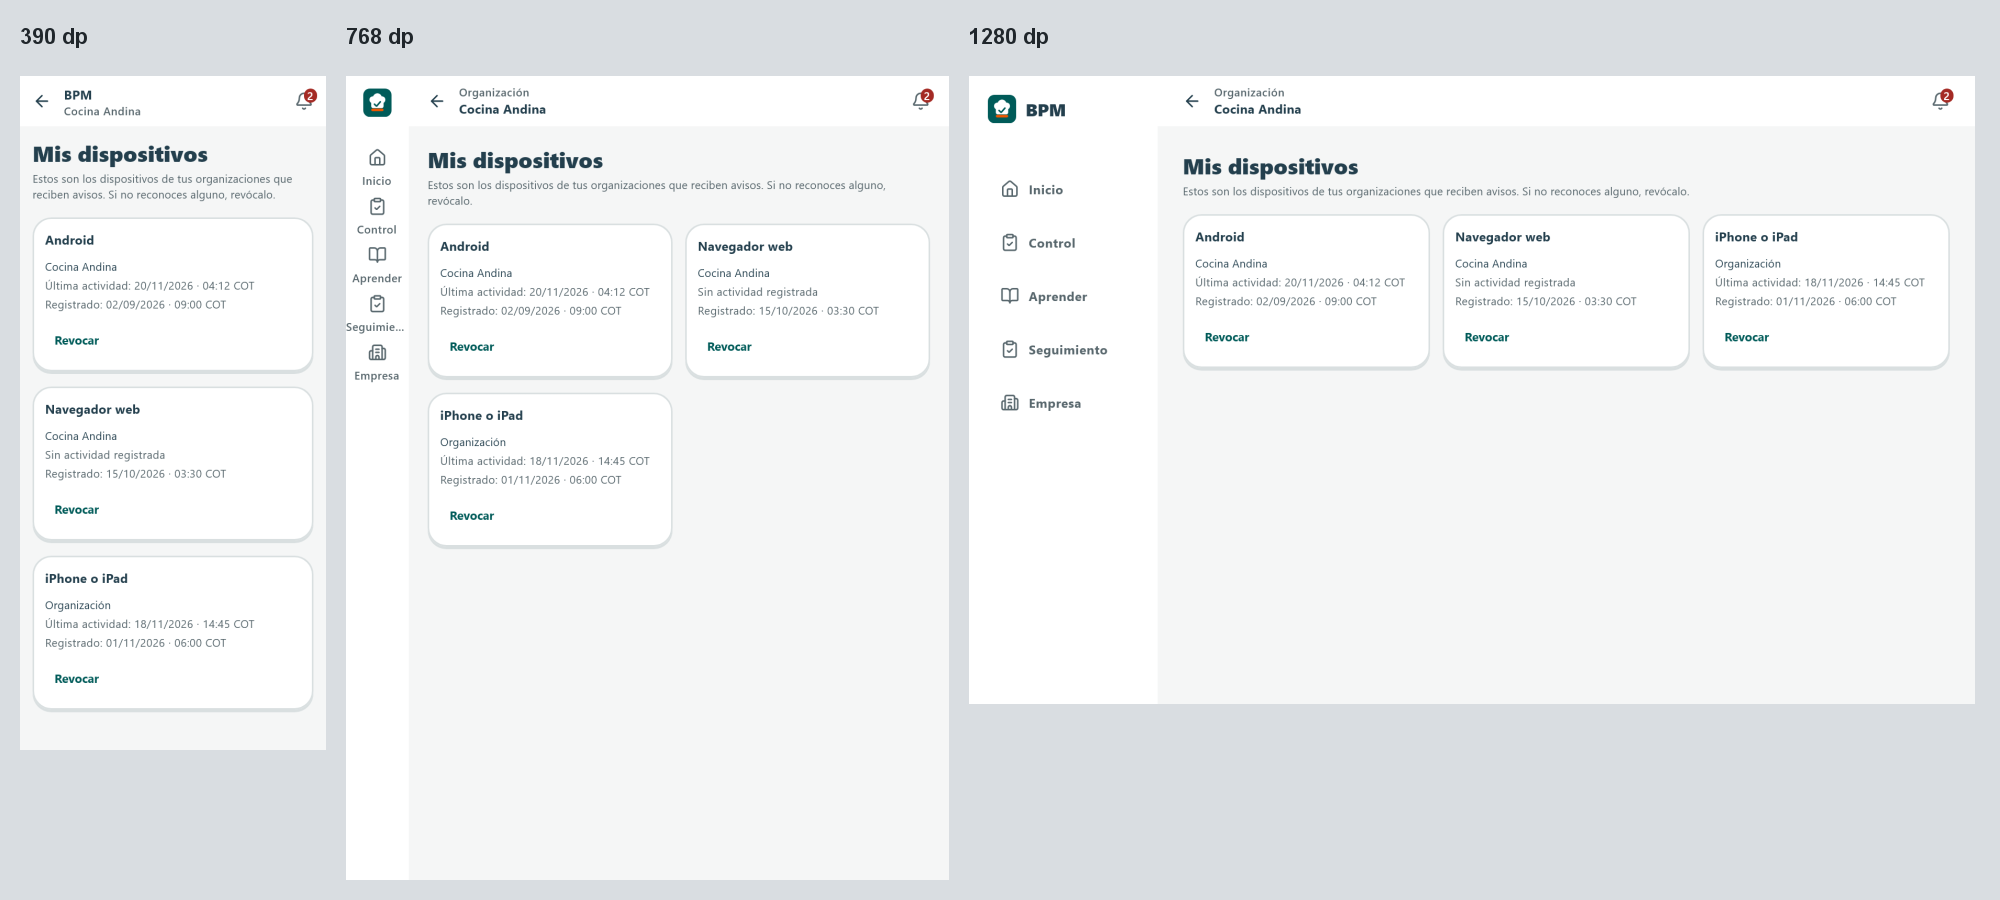 390 dp
BPM
Cocina Andina
2
Mis dispositivos
Estos son los dispositivos de tus organizaciones que
reciben avisos. Si no reconoces alguno, revócalo.
Android
Cocina Andina
Última actividad: 20/11/2026 · 04:12 COT
Registrado: 02/09/2026 · 09:00 COT
Revocar
Navegador web
Cocina Andina
Sin actividad registrada
Registrado: 15/10/2026 · 03:30 COT
Revocar
iPhone o iPad
Organización
Última actividad: 18/11/2026 · 14:45 COT
Registrado: 01/11/2026 · 06:00 COT
Revocar
768 dp
Inicio
Control
Aprender
Seguimie...
Empresa
Organización
Cocina Andina
2
Mis dispositivos
Estos son los dispositivos de tus organizaciones que reciben avisos. Si no reconoces alguno,
revócalo.
Android
Cocina Andina
Última actividad: 20/11/2026 · 04:12 COT
Registrado: 02/09/2026 · 09:00 COT
Revocar
Navegador web
Cocina Andina
Sin actividad registrada
Registrado: 15/10/2026 · 03:30 COT
Revocar
iPhone o iPad
Organización
Última actividad: 18/11/2026 · 14:45 COT
Registrado: 01/11/2026 · 06:00 COT
Revocar
1280 dp
BPM
Inicio
Control
Aprender
Seguimiento
Empresa
Organización
Cocina Andina
2
Mis dispositivos
Estos son los dispositivos de tus organizaciones que reciben avisos. Si no reconoces alguno, revócalo.
Android
Cocina Andina
Última actividad: 20/11/2026 · 04:12 COT
Registrado: 02/09/2026 · 09:00 COT
Revocar
Navegador web
Cocina Andina
Sin actividad registrada
Registrado: 15/10/2026 · 03:30 COT
Revocar
iPhone o iPad
Organización
Última actividad: 18/11/2026 · 14:45 COT
Registrado: 01/11/2026 · 06:00 COT
Revocar